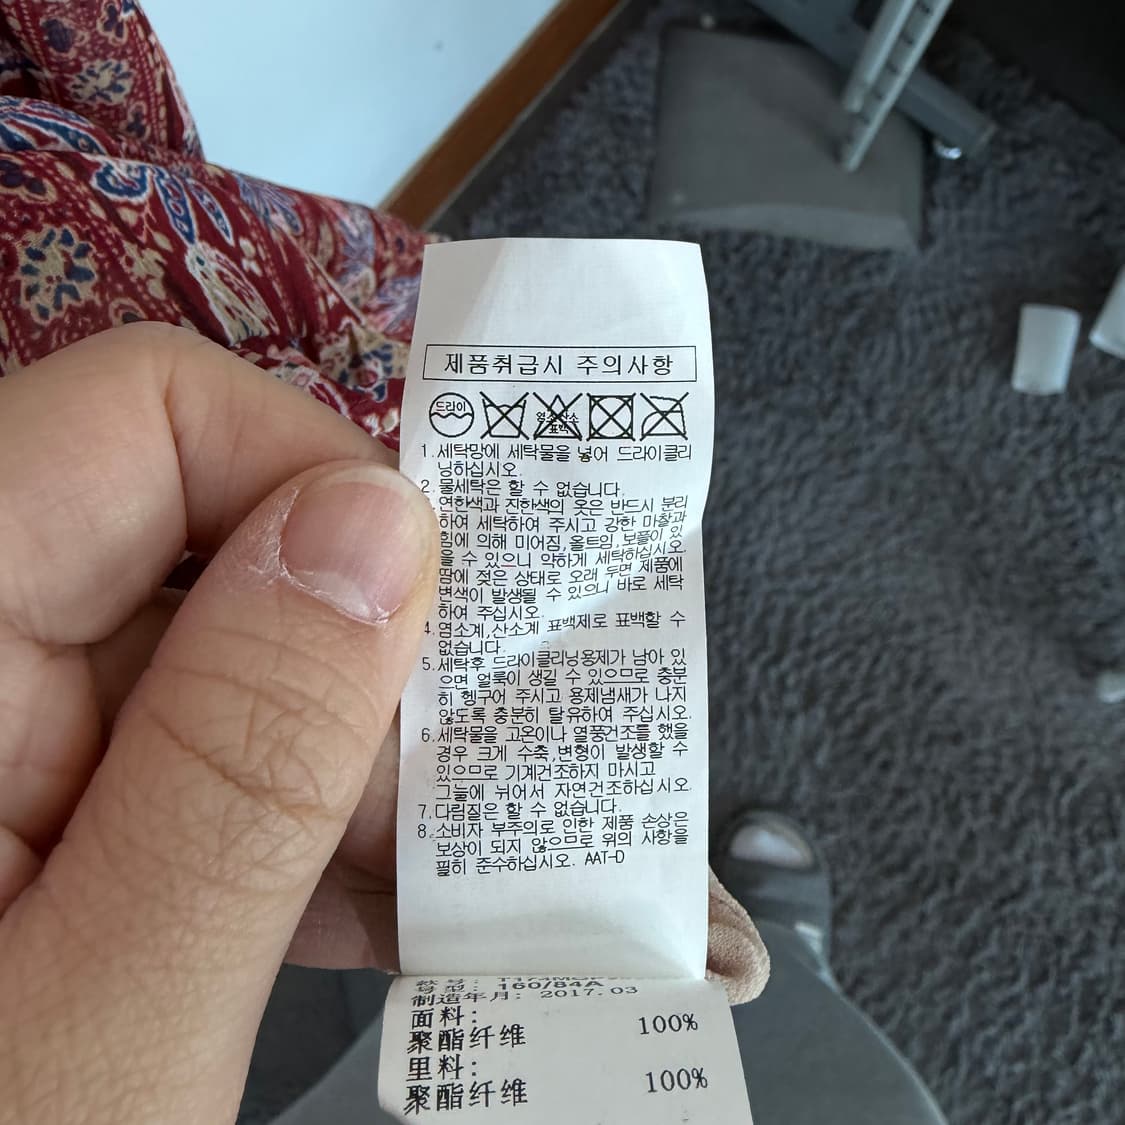 제품취급시 주의사항
드라이
염소,산소
표백
1.세탁망에 세탁물을 넣어 드라이클리
닝하십시오.
2.물세탁은 할 수 없습니다.
연한색과 진한색의 옷은 반드시 분리
하여 세탁하여 주시고 강한 마찰과
힘에 의해 미어짐,올트임,보풀이 있
을 수 있으니 약하게 세탁하십시오.
땀에 젖은 상태로 오래 두면 제품에
변색이 발생될 수 있으니 바로 세탁
하여 주십시오.
4.염소계,산소계 표백제로 표백할 수
없습니다.
5.세탁후 드라이클리닝용제가 남아 있
으면 얼룩이 생길 수 있으므로 충분
히 헹구어 주시고 용제냄새가 나지
않도록 충분히 탈유하여 주십시오.
6.세탁물을 고온이나 열풍건조를 했을
경우 크게 수축,변형이 발생할 수
있으므로 기계건조하지 마시고
그늘에 뉘어서 자연건조하십시오.
7.다림질은 할 수 없습니다.
8.소비자 부주의로 인한 제품 손상은
보상이 되지 않으므로 위의 사항을
필히 준수하십시오. AAT-D
号型: 160/84A
制造年月: 2017.03
面料:
聚酯纤维 100%
里料:
聚酯纤维 100%